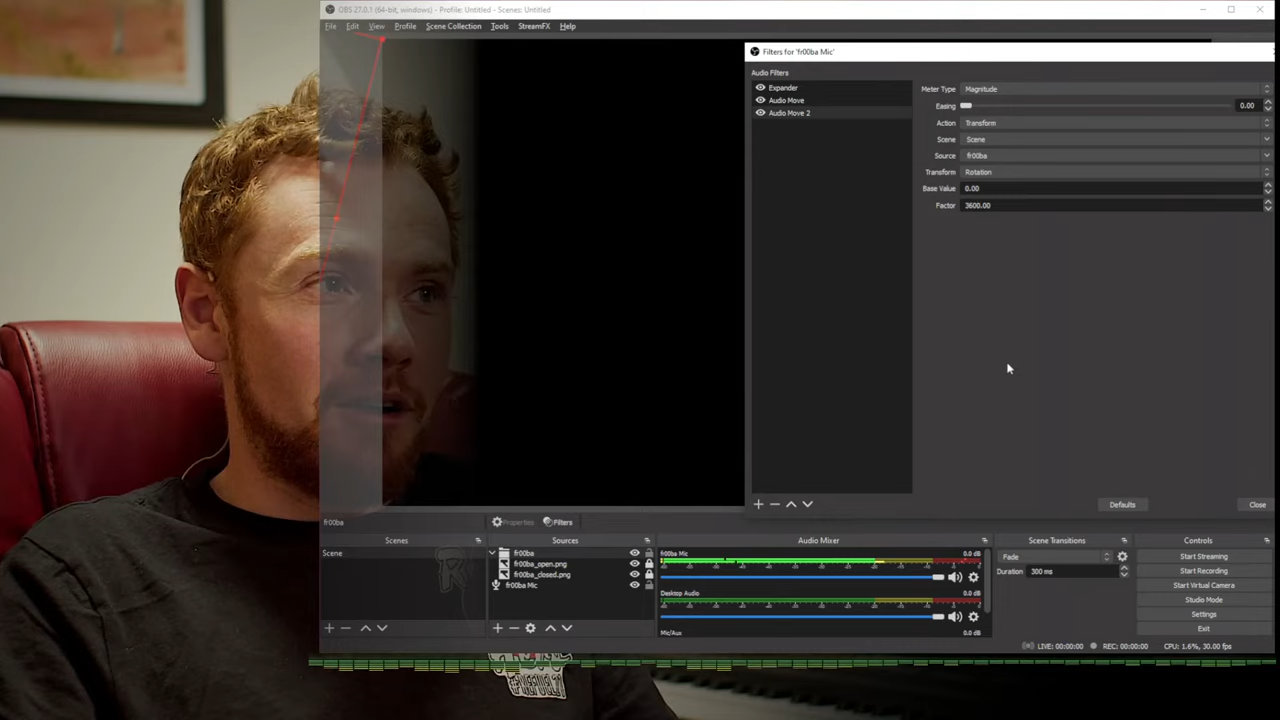 OBS 27.0.1 (64-bit, windows) - Profile: Untitled - Scenes: Untitled
File Edit View Profile Scene Collection Tools StreamFX Help
Filters for 'fr00ba Mic'
Audio Filters
Expander
Audio Move
Audio Move 2
Meter Type Magnitude
Easing 0.00
Action Transform
Scene Scene
Source fr00ba
Transform Rotation
Base Value 0.00
Factor 3600.00
Defaults Close
fr00ba Properties Filters
Scenes
Scene
Sources
fr00ba
fr00ba_open.png
fr00ba_closed.png
fr00ba Mic
Audio Mixer
fr00ba Mic 0.0 dB
Desktop Audio 0.0 dB
Mic/Aux 0.0 dB
Scene Transitions
Fade
Duration 300 ms
Controls
Start Streaming
Start Recording
Start Virtual Camera
Studio Mode
Settings
Exit
LIVE: 00:00:00 REC: 00:00:00 CPU: 1.6%, 30.00 fps